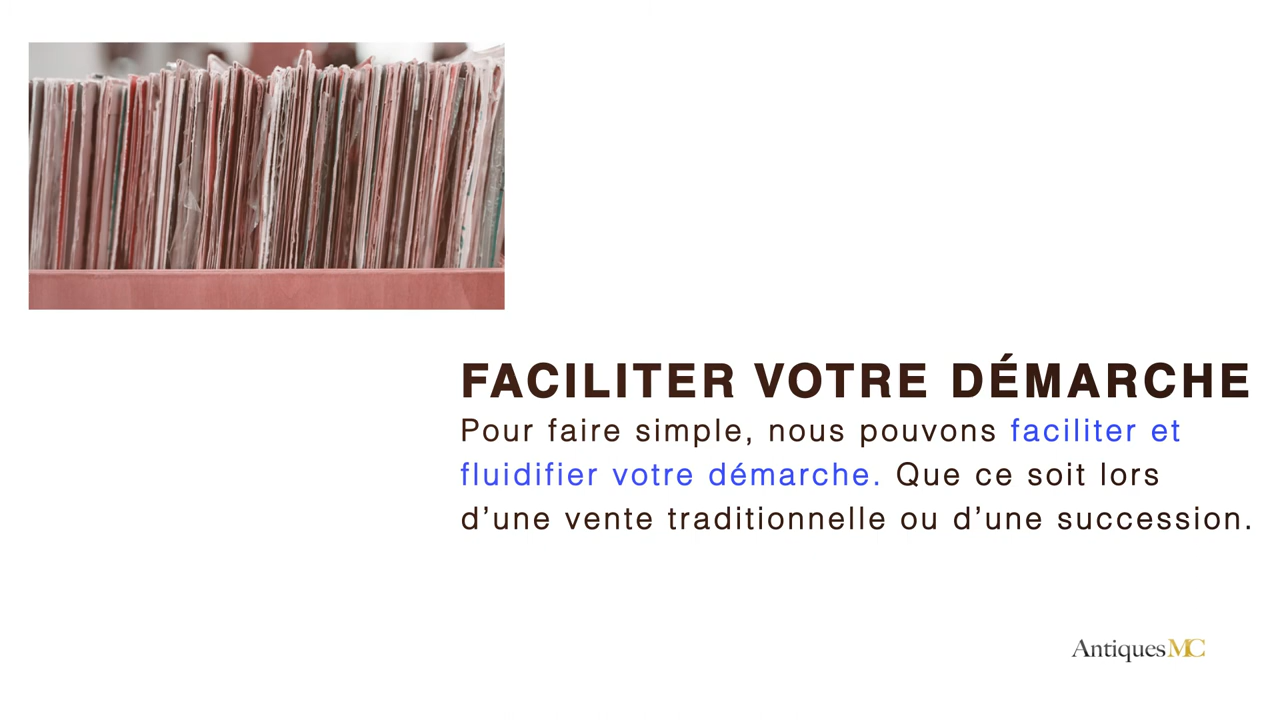 FACILITER VOTRE DÉMARCHE
Pour faire simple, nous pouvons faciliter et
fluidifier votre démarche. Que ce soit lors
d’une vente traditionnelle ou d’une succession.
AntiquesMC